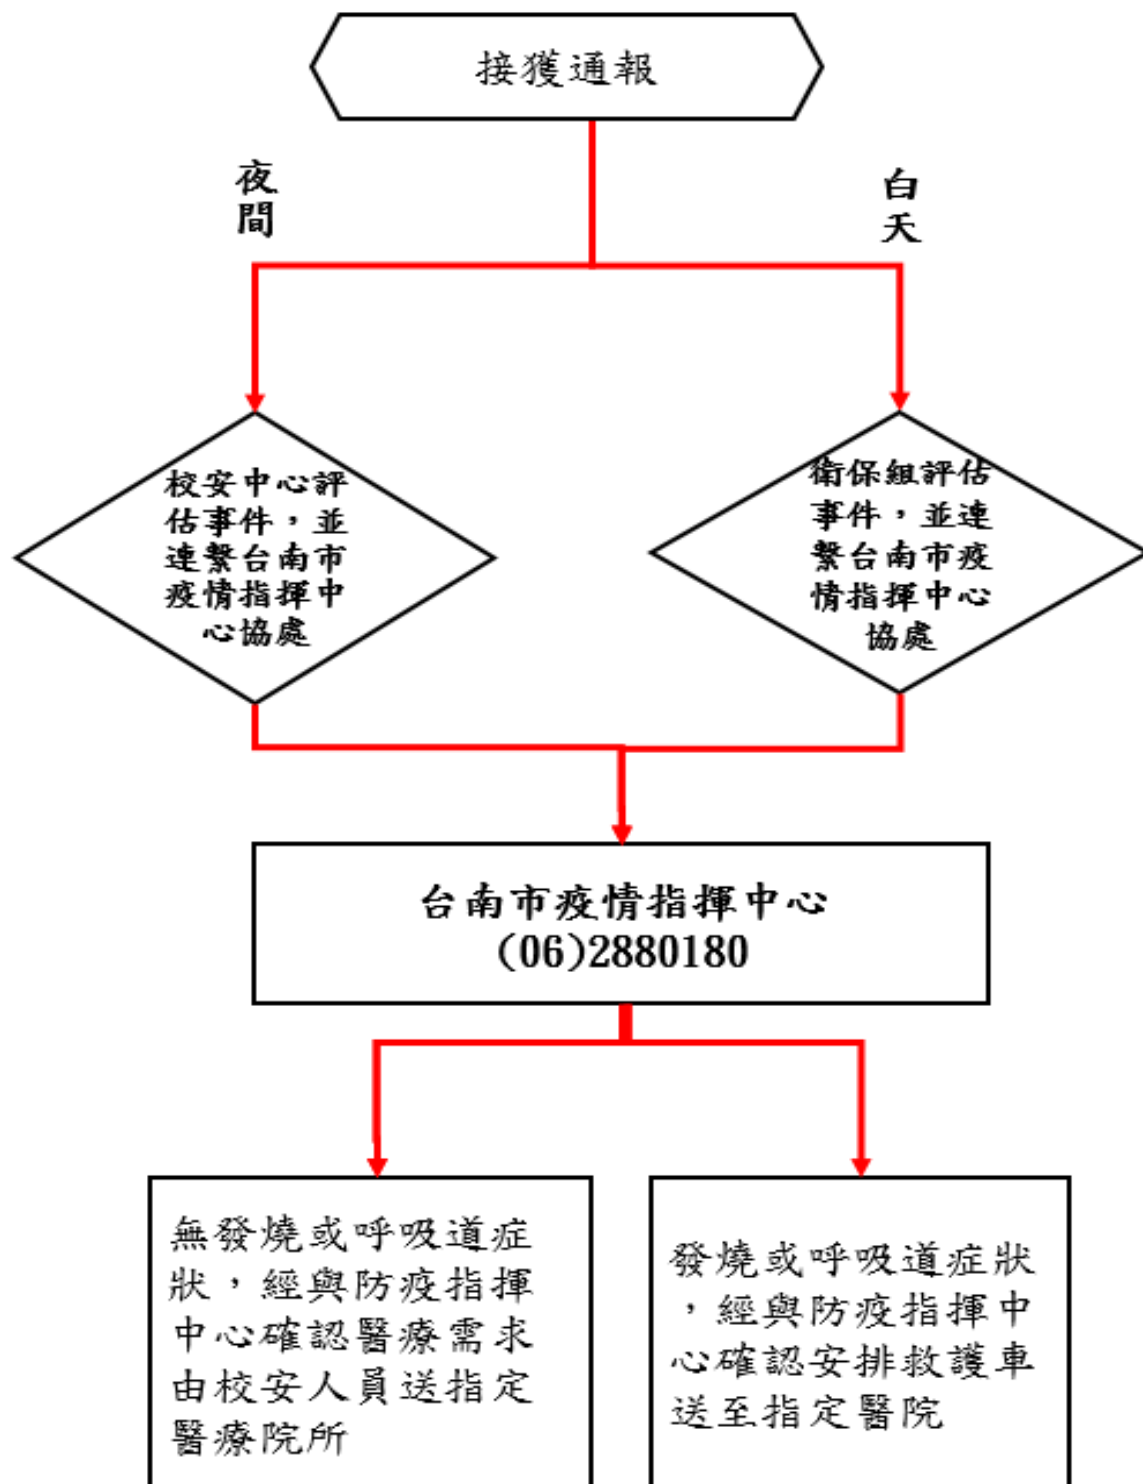 接獲通報
夜
間
白
天
校安中心評
估事件，並
連繫台南市
疫情指揮中
心協處
衛保組評估
事件，並連
繫台南市疫
情指揮中心
協處
台南市疫情指揮中心
(06)2880180
無發燒或呼吸道症
狀，經與防疫指揮
中心確認醫療需求
由校安人員送指定
醫療院所
發燒或呼吸道症狀
，經與防疫指揮中
心確認安排救護車
送至指定醫院